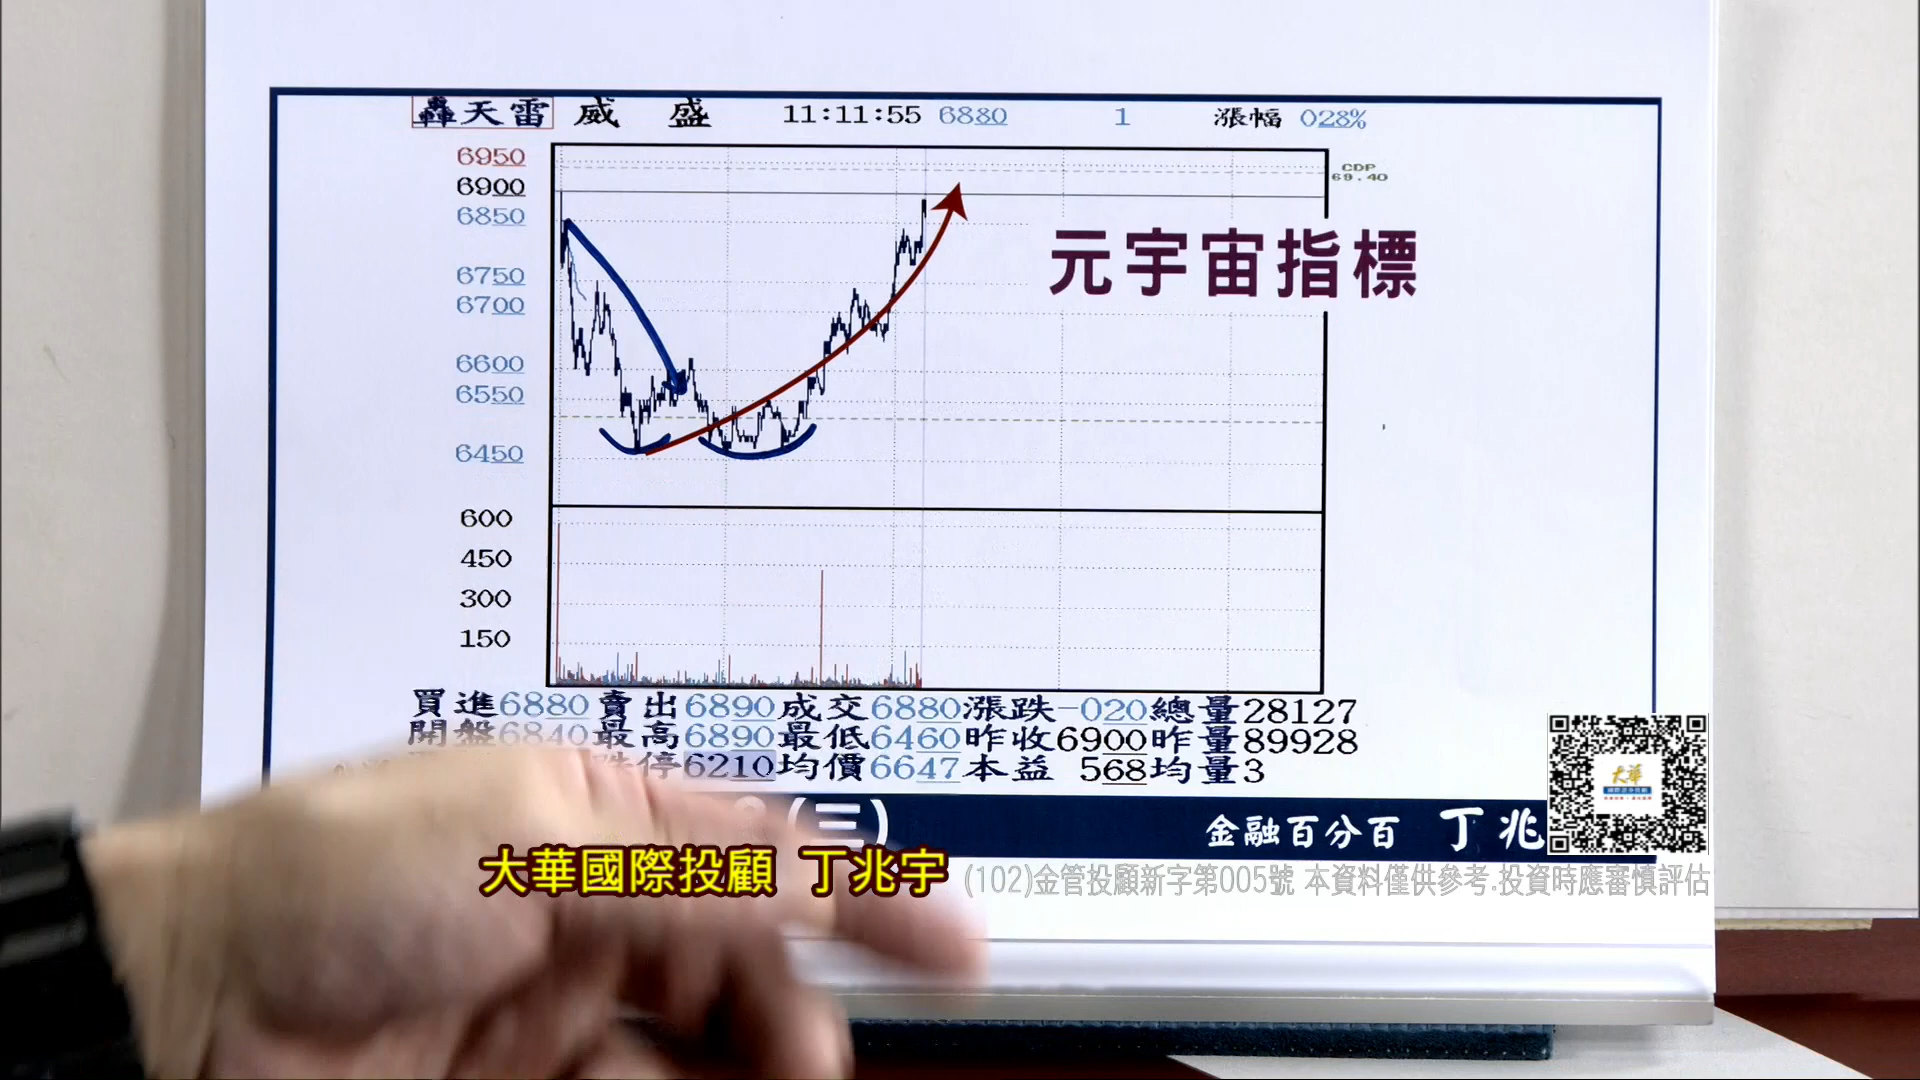 轟天雷 威 盛 11:11:55 6880 1 漲幅 028%
6950
6900
6850
6750
6700
6600
6550
6450
CDP
69.40
元宇宙指標
600
450
300
150
買進6880賣出6890成交6880漲跌-020總量28127
開盤6840最高6890最低6460昨收6900昨量89928
跌停6210均價6647本益 568均量3
(三)
金融百分百 丁兆
大華
大華國際投顧 丁兆宇
(102)金管投顧新字第005號 本資料僅供參考.投資時應審慎評估